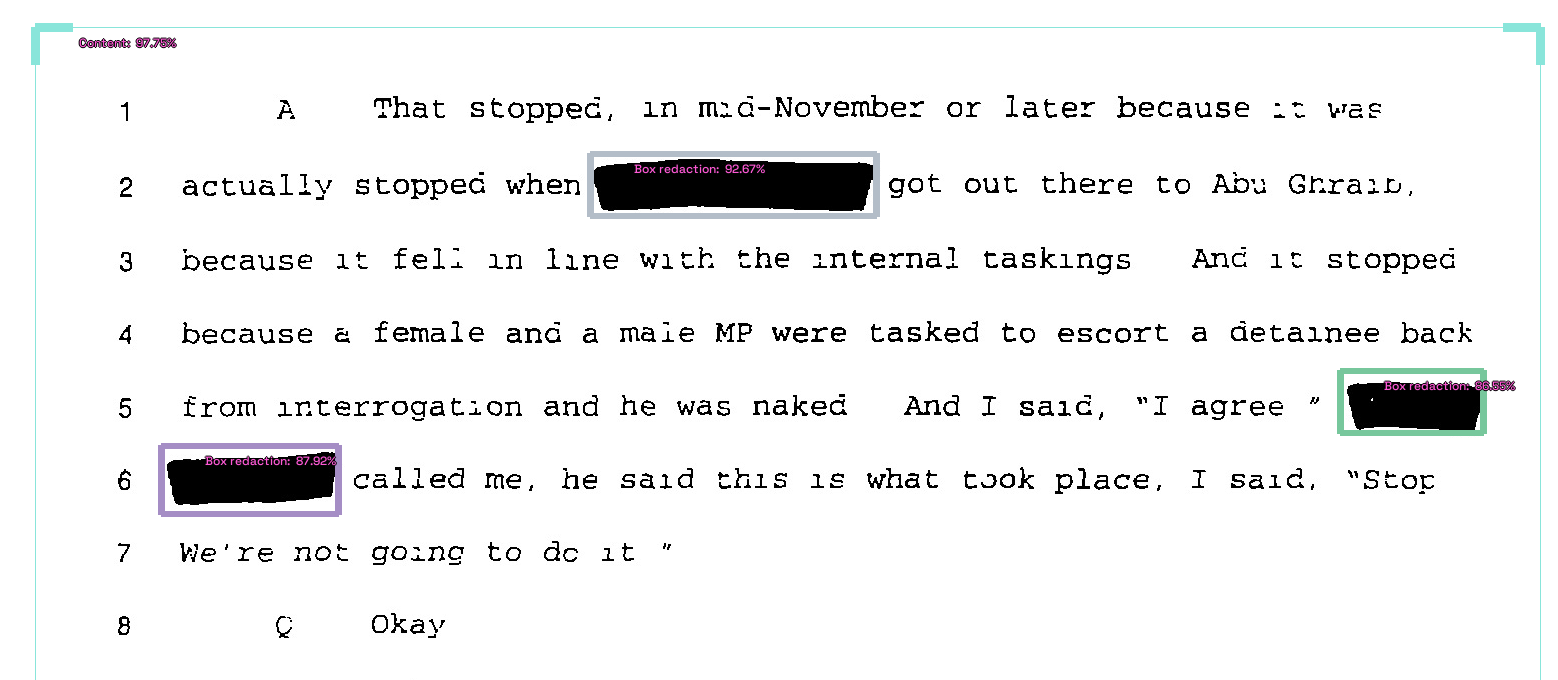 Content: 97.75%
1 A That stopped, in mid-November or later because it was
2 actually stopped when Box redaction: 92.67% got out there to Abu Ghraib,
3 because it fell in line with the internal taskings And it stopped
4 because a female and a male MP were tasked to escort a detainee back
5 from interrogation and he was naked And I said, "I agree " Box redaction: 86.55%
6 Box redaction: 87.92% called me, he said this is what took place, I said, "Stop
7 We're not going to do it "
8 Q Okay